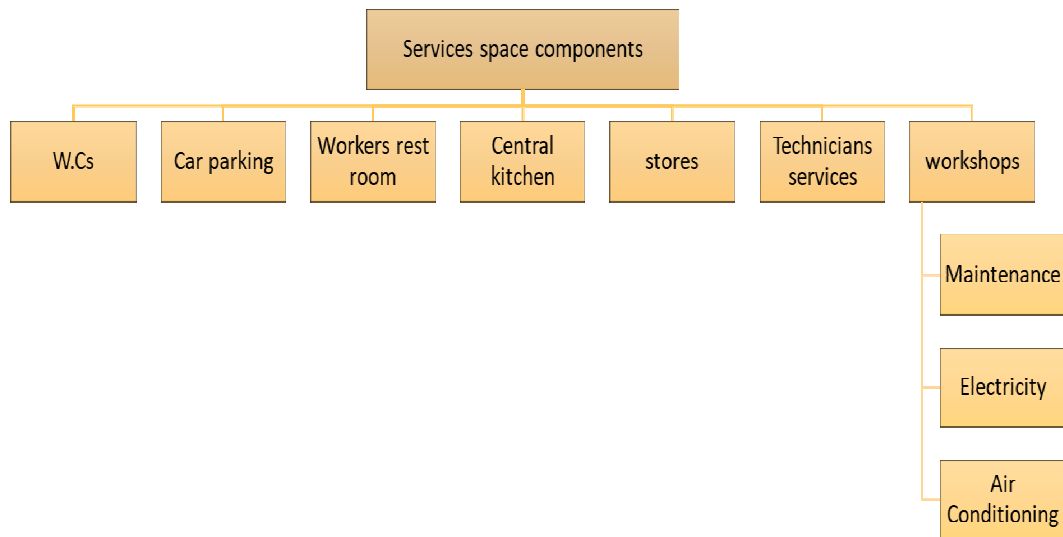 Services space components
W.Cs
Car parking
Workers rest
room
Central
kitchen
stores
Technicians
services
workshops
Maintenance
Electricity
Air
Conditioning